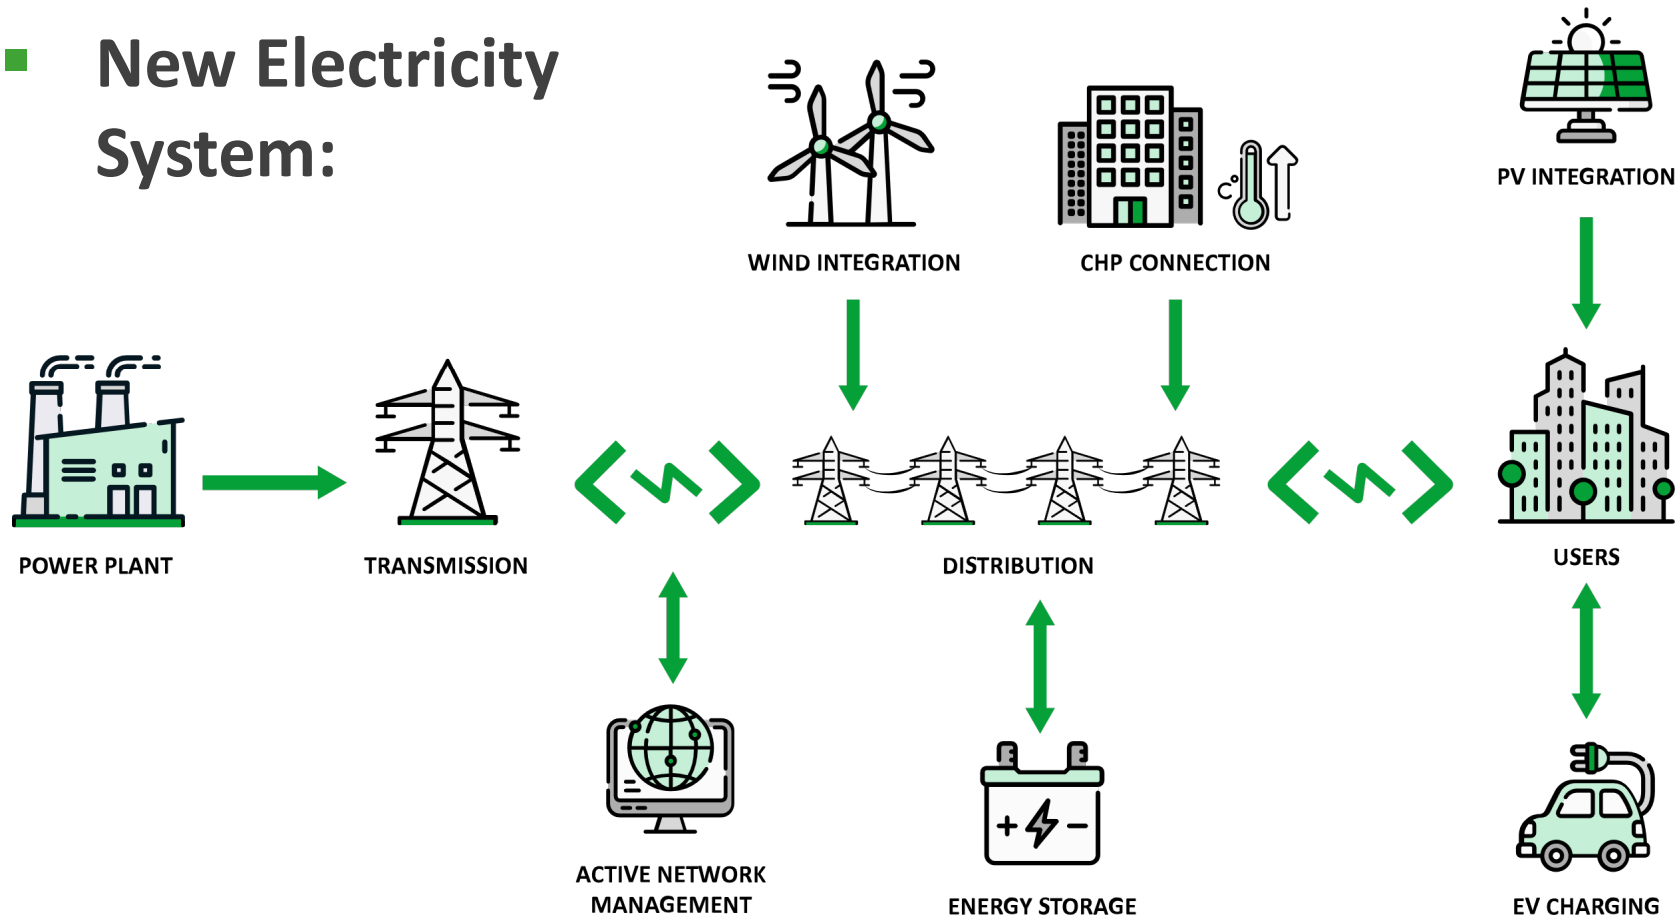 New Electricity
System:
PV INTEGRATION
WIND INTEGRATION
CHP CONNECTION
C°
POWER PLANT
TRANSMISSION
DISTRIBUTION
USERS
+ -
ACTIVE NETWORK
MANAGEMENT
ENERGY STORAGE
EV CHARGING